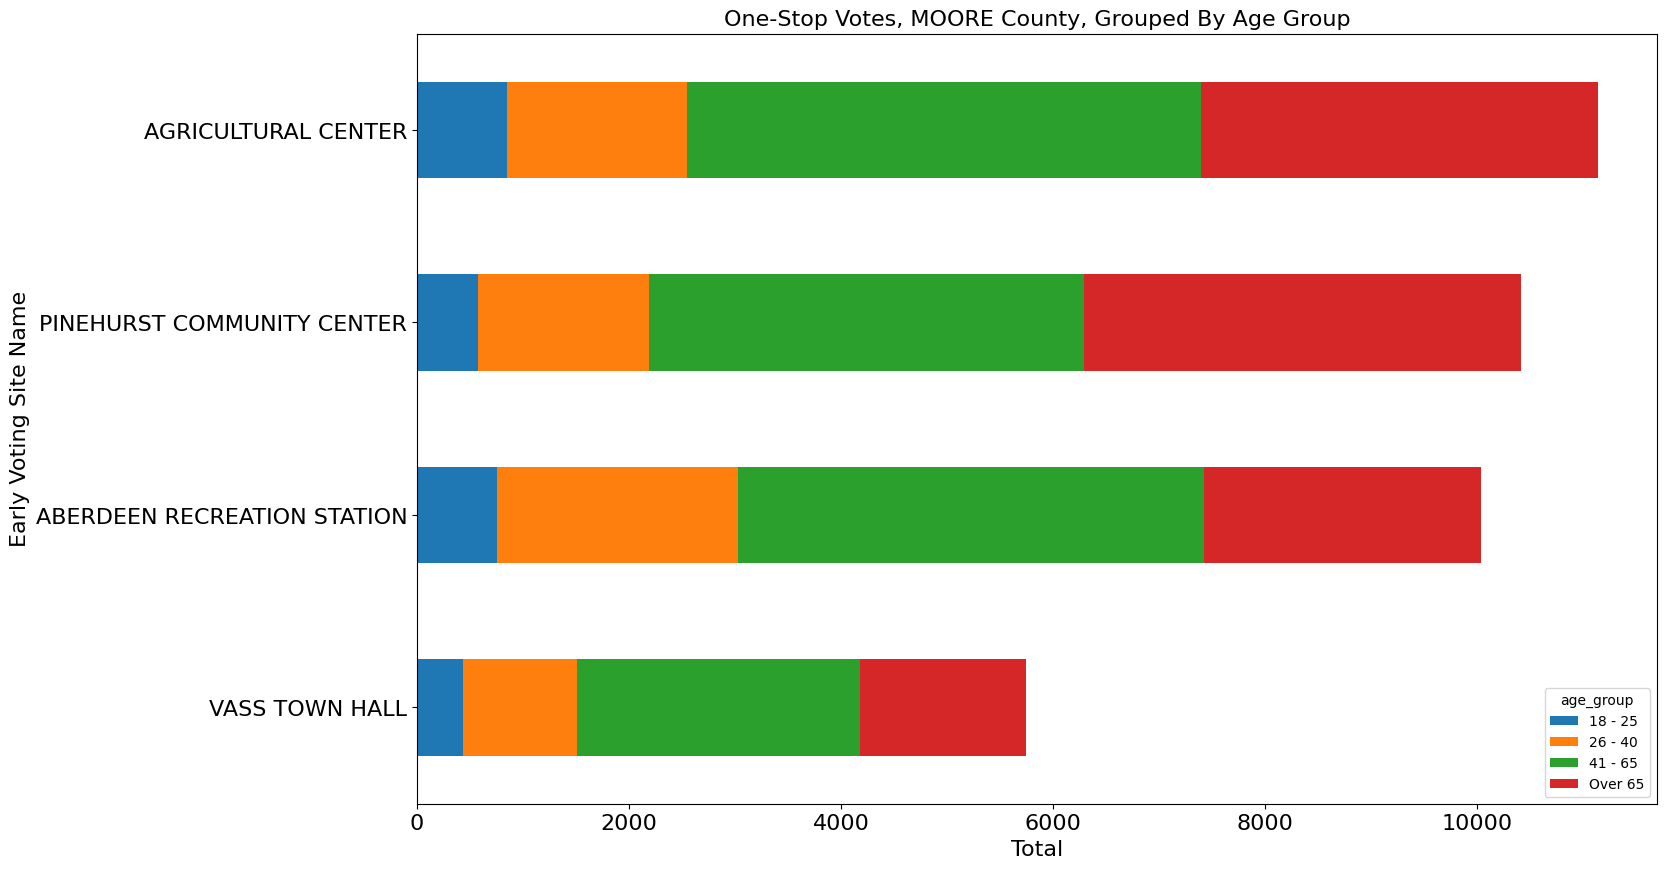 One-Stop Votes, MOORE County, Grouped By Age Group
Early Voting Site Name
AGRICULTURAL CENTER
PINEHURST COMMUNITY CENTER
ABERDEEN RECREATION STATION
VASS TOWN HALL
age_group
18 - 25
26 - 40
41 - 65
Over 65
0 2000 4000 6000 8000 10000
Total